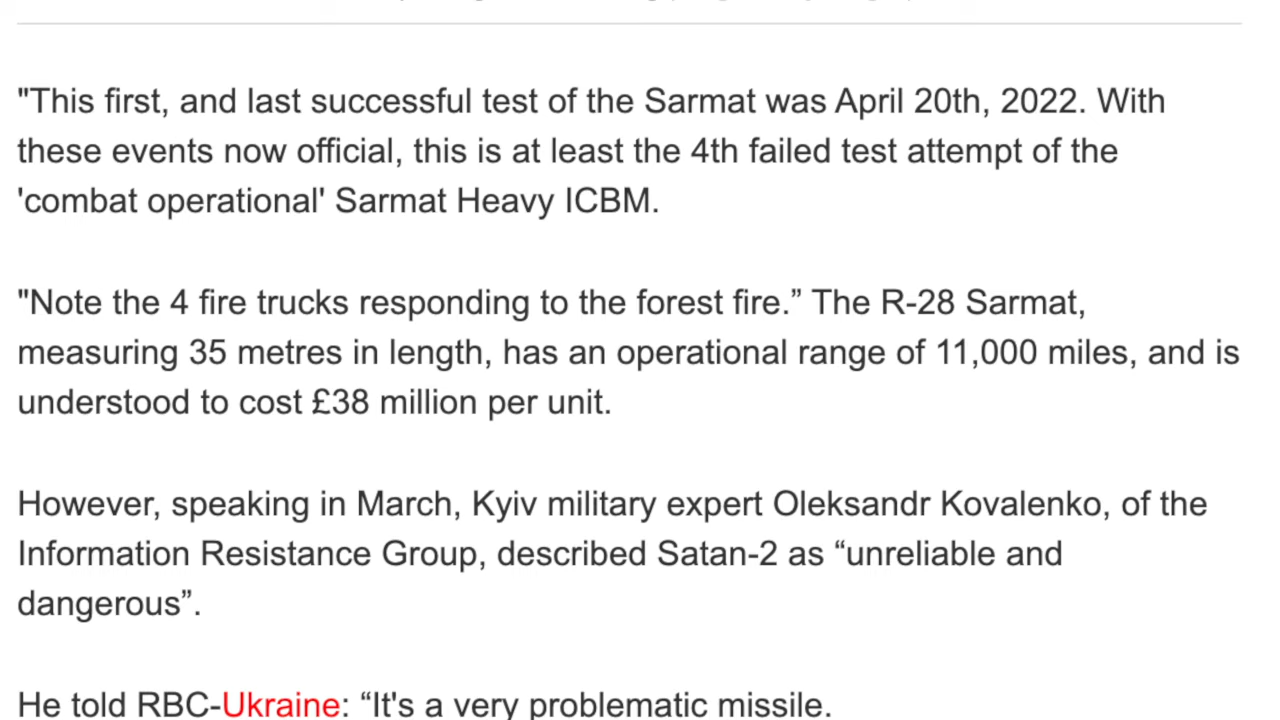 "This first, and last successful test of the Sarmat was April 20th, 2022. With
these events now official, this is at least the 4th failed test attempt of the
'combat operational' Sarmat Heavy ICBM.
"Note the 4 fire trucks responding to the forest fire.” The R-28 Sarmat,
measuring 35 metres in length, has an operational range of 11,000 miles, and is
understood to cost £38 million per unit.
However, speaking in March, Kyiv military expert Oleksandr Kovalenko, of the
Information Resistance Group, described Satan-2 as “unreliable and
dangerous”.
He told RBC-Ukraine: “It's a very problematic missile.